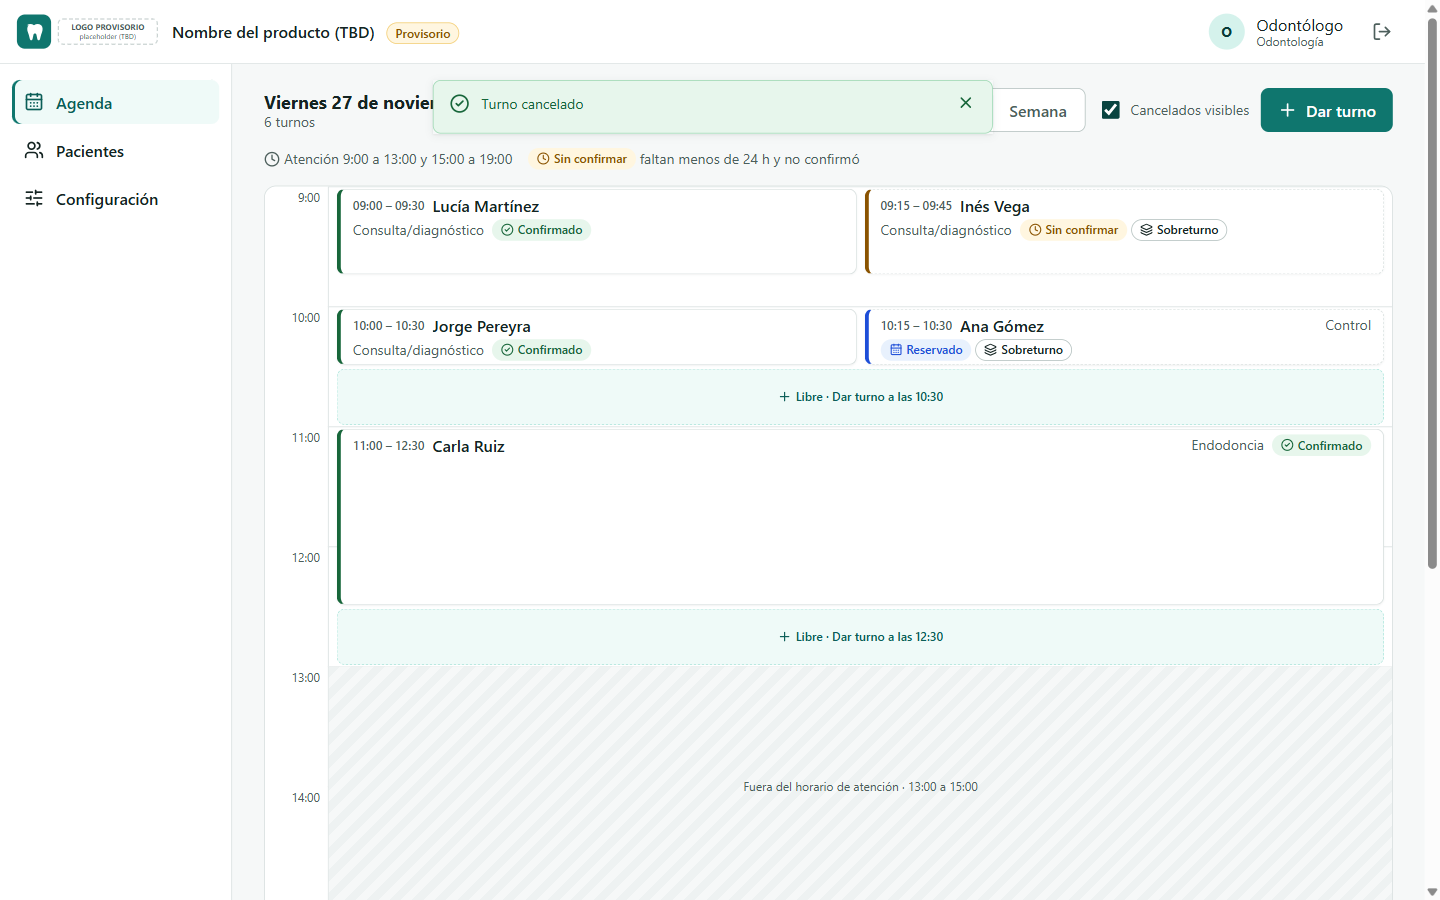 LOGO PROVISORIO
placeholder (TBD)
Nombre del producto (TBD)
Provisorio
O
Odontólogo
Odontología
Agenda
Pacientes
Configuración
Viernes 27 de novie
6 turnos
Turno cancelado
Semana
Cancelados visibles
Dar turno
Atención 9:00 a 13:00 y 15:00 a 19:00
Sin confirmar
faltan menos de 24 h y no confirmó
9:00
09:00 – 09:30 Lucía Martínez
Consulta/diagnóstico
Confirmado
09:15 – 09:45 Inés Vega
Consulta/diagnóstico
Sin confirmar
Sobreturno
10:00
10:00 – 10:30 Jorge Pereyra
Consulta/diagnóstico
Confirmado
10:15 – 10:30 Ana Gómez
Control
Reservado
Sobreturno
+ Libre · Dar turno a las 10:30
11:00
11:00 – 12:30 Carla Ruiz
Endodoncia
Confirmado
12:00
+ Libre · Dar turno a las 12:30
13:00
Fuera del horario de atención · 13:00 a 15:00
14:00